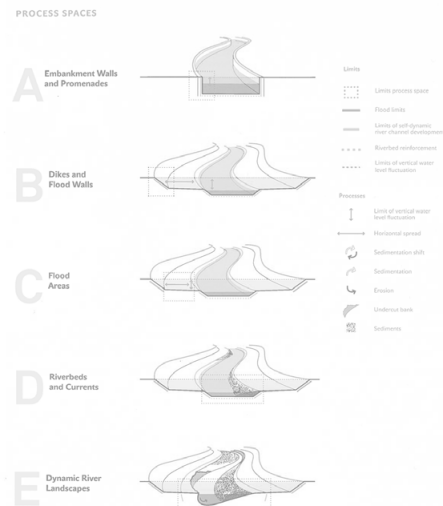 PROCESS SPACES
A
Embankment Walls
and Promenades
B
Dikes and
Flood Walls
C
Flood
Areas
D
Riverbeds
and Currents
E
Dynamic River
Landscapes
Limits
Limits process space
Flood limits
Limits of self-dynamic
river channel development
Riverbed reinforcement
Limits of vertical water
level fluctuation
Processes
Limit of vertical water
level fluctuation
Horizontal spread
Sedimentation shift
Sedimentation
Erosion
Undercut bank
Sediments